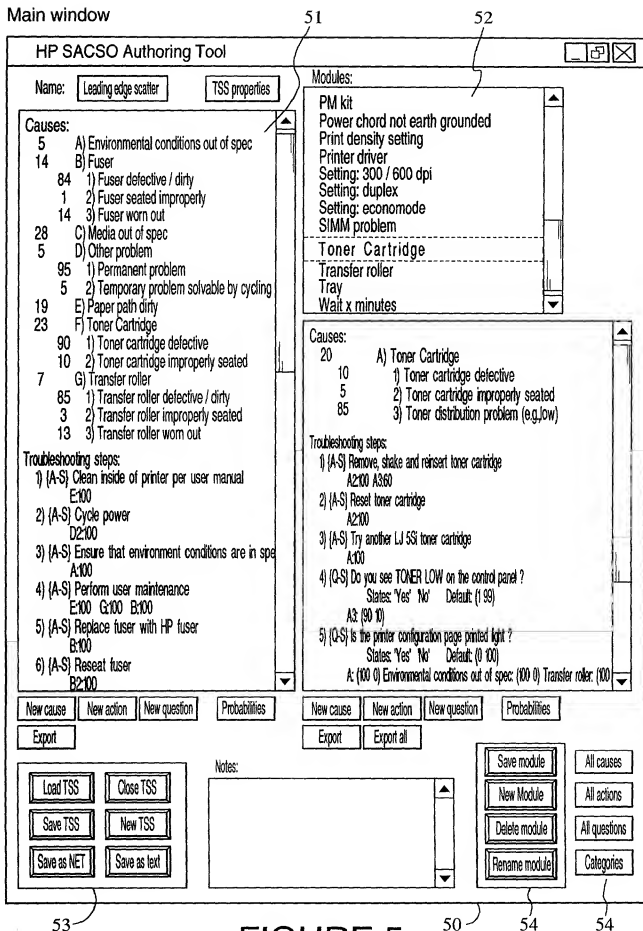 Main window
51
52
HP SACSO Authoring Tool
Name: Leading edge scatter TSS properties
Causes:
5 A) Environmental conditions out of spec
14 B) Fuser
84 1) Fuser defective / dirty
1 2) Fuser seated improperly
14 3) Fuser worn out
28 C) Media out of spec
5 D) Other problem
95 1) Permanent problem
5 2) Temporary problem solvable by cycling
19 E) Paper path dirty
23 F) Toner Cartridge
90 1) Toner cartridge defective
10 2) Toner cartridge improperly seated
7 G) Transfer roller
85 1) Transfer roller defective / dirty
3 2) Transfer roller improperly seated
13 3) Transfer roller worn out
Troubleshooting steps:
1) {A-S} Clean inside of printer per user manual
E:100
2) {A-S} Cycle power
D2:100
3) {A-S} Ensure that environment conditions are in spe
A:100
4) {A-S} Perform user maintenance
E:100 G:100 B:100
5) {A-S} Replace fuser with HP fuser
B:100
6) {A-S} Reseat fuser
B2:100
New cause New action New question Probabilities
Export
Modules:
PM kit
Power chord not earth grounded
Print density setting
Printer driver
Setting: 300 / 600 dpi
Setting: duplex
Setting: economode
SIMM problem
Toner Cartridge
Transfer roller
Tray
Wait x minutes
Causes:
20 A) Toner Cartridge
10 1) Toner cartridge defective
5 2) Toner cartridge improperly seated
85 3) Toner distribution problem (e.g.,low)
Troubleshooting steps:
1) {A-S} Remove, shake and reinsert toner cartridge
A2:100 A3:60
2) {A-S} Reset toner cartridge
A2:100
3) {A-S} Try another LJ 5Si toner cartridge
A:100
4) {Q-S} Do you see TONER LOW on the control panel ?
States: 'Yes' 'No' Default: (1 99)
A3: (90 10)
5) {Q-S} Is the printer configuration page printed light ?
States: 'Yes' 'No' Default: (0 100)
A: (100 0) Environmental conditions out of spec: (100 0) Transfer roller: (100
New cause New action New question Probabilities
Export Export all
Load TSS Close TSS
Save TSS New TSS
Save as NET Save as text
Notes:
Save module
New Module
Delete module
Rename module
All causes
All actions
All questions
Categories
53
50
54
54
FIGURE 5